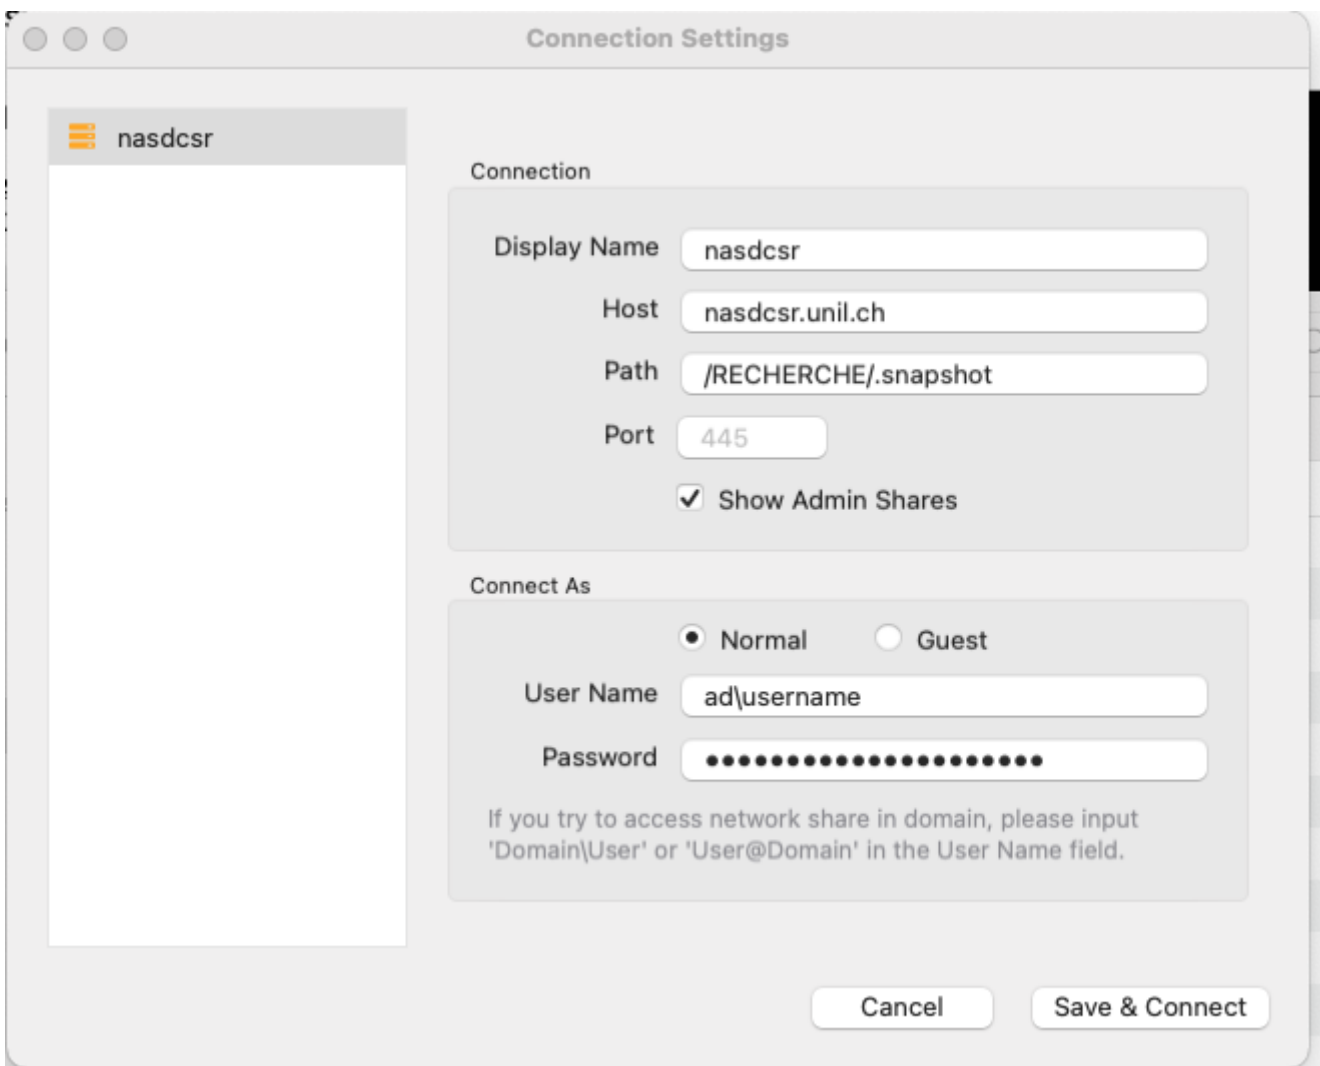 Connection Settings
nasdcsr
Connection
Display Name nasdcsr
Host nasdcsr.unil.ch
Path /RECHERCHE/.snapshot
Port 445
Show Admin Shares
Connect As
Normal Guest
User Name ad\username
Password ●●●●●●●●●●●●●●●●●●●●●
If you try to access network share in domain, please input
'Domain\User' or 'User@Domain' in the User Name field.
Cancel Save & Connect